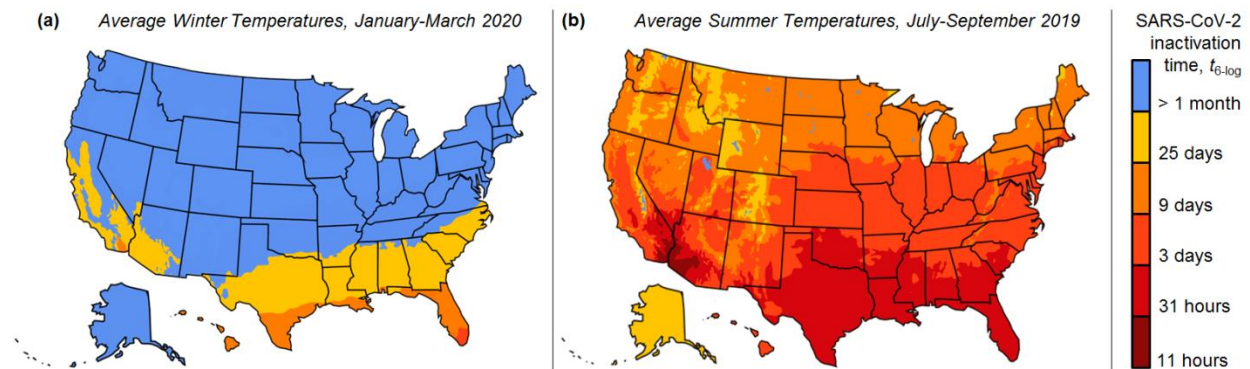 (a) Average Winter Temperatures, January-March 2020
(b) Average Summer Temperatures, July-September 2019
SARS-CoV-2
inactivation
time, t6-log
> 1 month
25 days
9 days
3 days
31 hours
11 hours